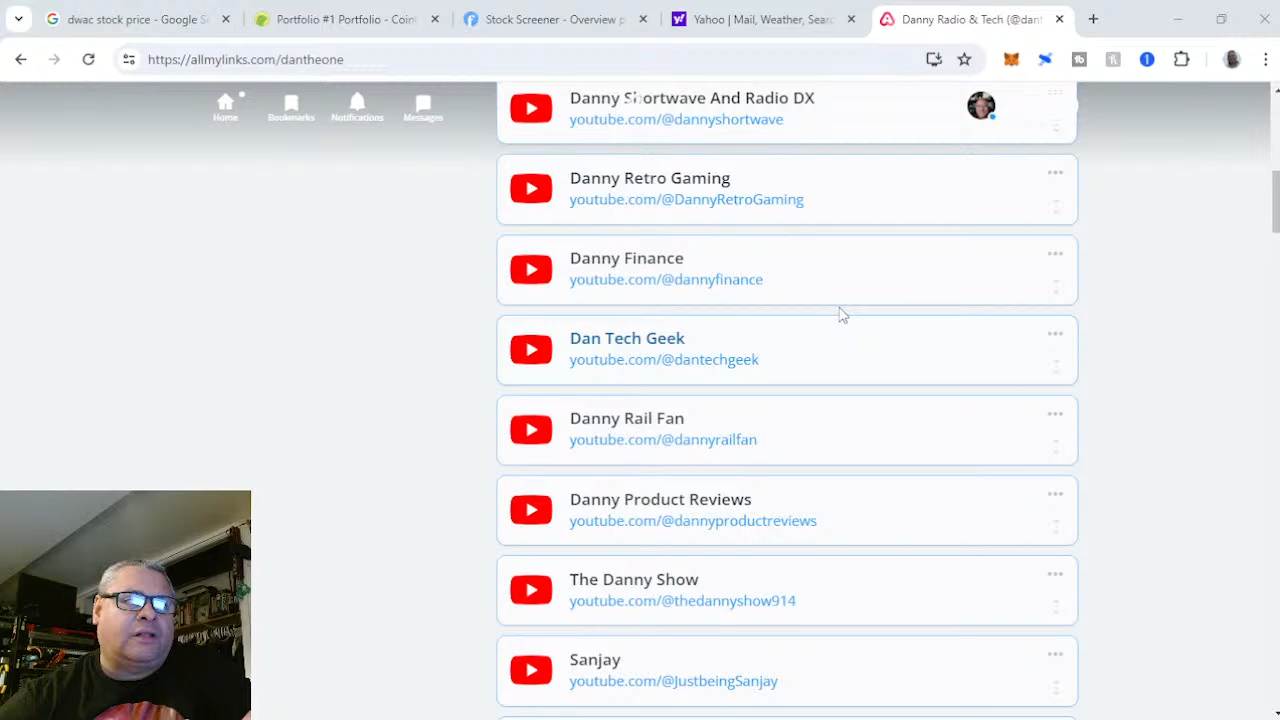 dwac stock price - Google S
Portfolio #1 Portfolio - Coin
Stock Screener - Overview
Yahoo | Mail, Weather, Sear
Danny Radio & Tech (@dant
https://allmylinks.com/dantheone
Home
Bookmarks
Notifications
Messages
Danny Shortwave And Radio DX
youtube.com/@dannyshortwave
Danny Retro Gaming
youtube.com/@DannyRetroGaming
Danny Finance
youtube.com/@dannyfinance
Dan Tech Geek
youtube.com/@dantechgeek
Danny Rail Fan
youtube.com/@dannyrailfan
Danny Product Reviews
youtube.com/@dannyproductreviews
The Danny Show
youtube.com/@thedannyshow914
Sanjay
youtube.com/@JustbeingSanjay